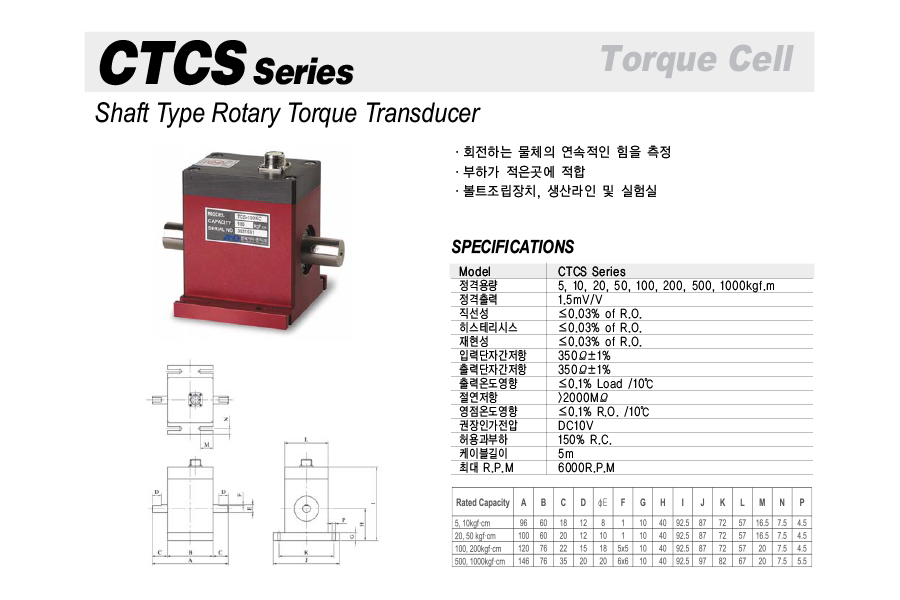 CTCS Series
Torque Cell
Shaft Type Rotary Torque Transducer
· 회전하는 물체의 연속적인 힘을 측정
· 부하가 적은곳에 적합
· 볼트조립장치, 생산라인 및 실험실
MODEL
CAPACITY 100 kgf·cm
SERIAL NO
SPECIFICATIONS
Model CTCS Series
정격용량 5, 10, 20, 50, 100, 200, 500, 1000kgf.m
정격출력 1.5mV/V
직선성 ≤0.03% of R.O.
히스테리시스 ≤0.03% of R.O.
재현성 ≤0.03% of R.O.
입력단자간저항 350Ω±1%
출력단자간저항 350Ω±1%
출력온도영향 ≤0.1% Load /10℃
절연저항 >2000MΩ
영점온도영향 ≤0.1% R.O. /10℃
권장인가전압 DC10V
허용과부하 150% R.C.
케이블길이 5m
최대 R.P.M 6000R.P.M
N
M
L
D D F E
I H P G
C B C K
A J
Rated Capacity A B C D ϕE F G H I J K L M N P
5, 10kgf·cm 96 60 18 12 8 1 10 40 92.5 87 72 57 16.5 7.5 4.5
20, 50 kgf·cm 100 60 20 12 10 1 10 40 92.5 87 72 57 16.5 7.5 4.5
100, 200kgf·cm 120 76 22 15 18 5x5 10 40 92.5 87 72 57 20 7.5 4.5
500, 1000kgf·cm 146 76 35 20 20 6x6 10 40 92.5 97 82 67 20 7.5 5.5